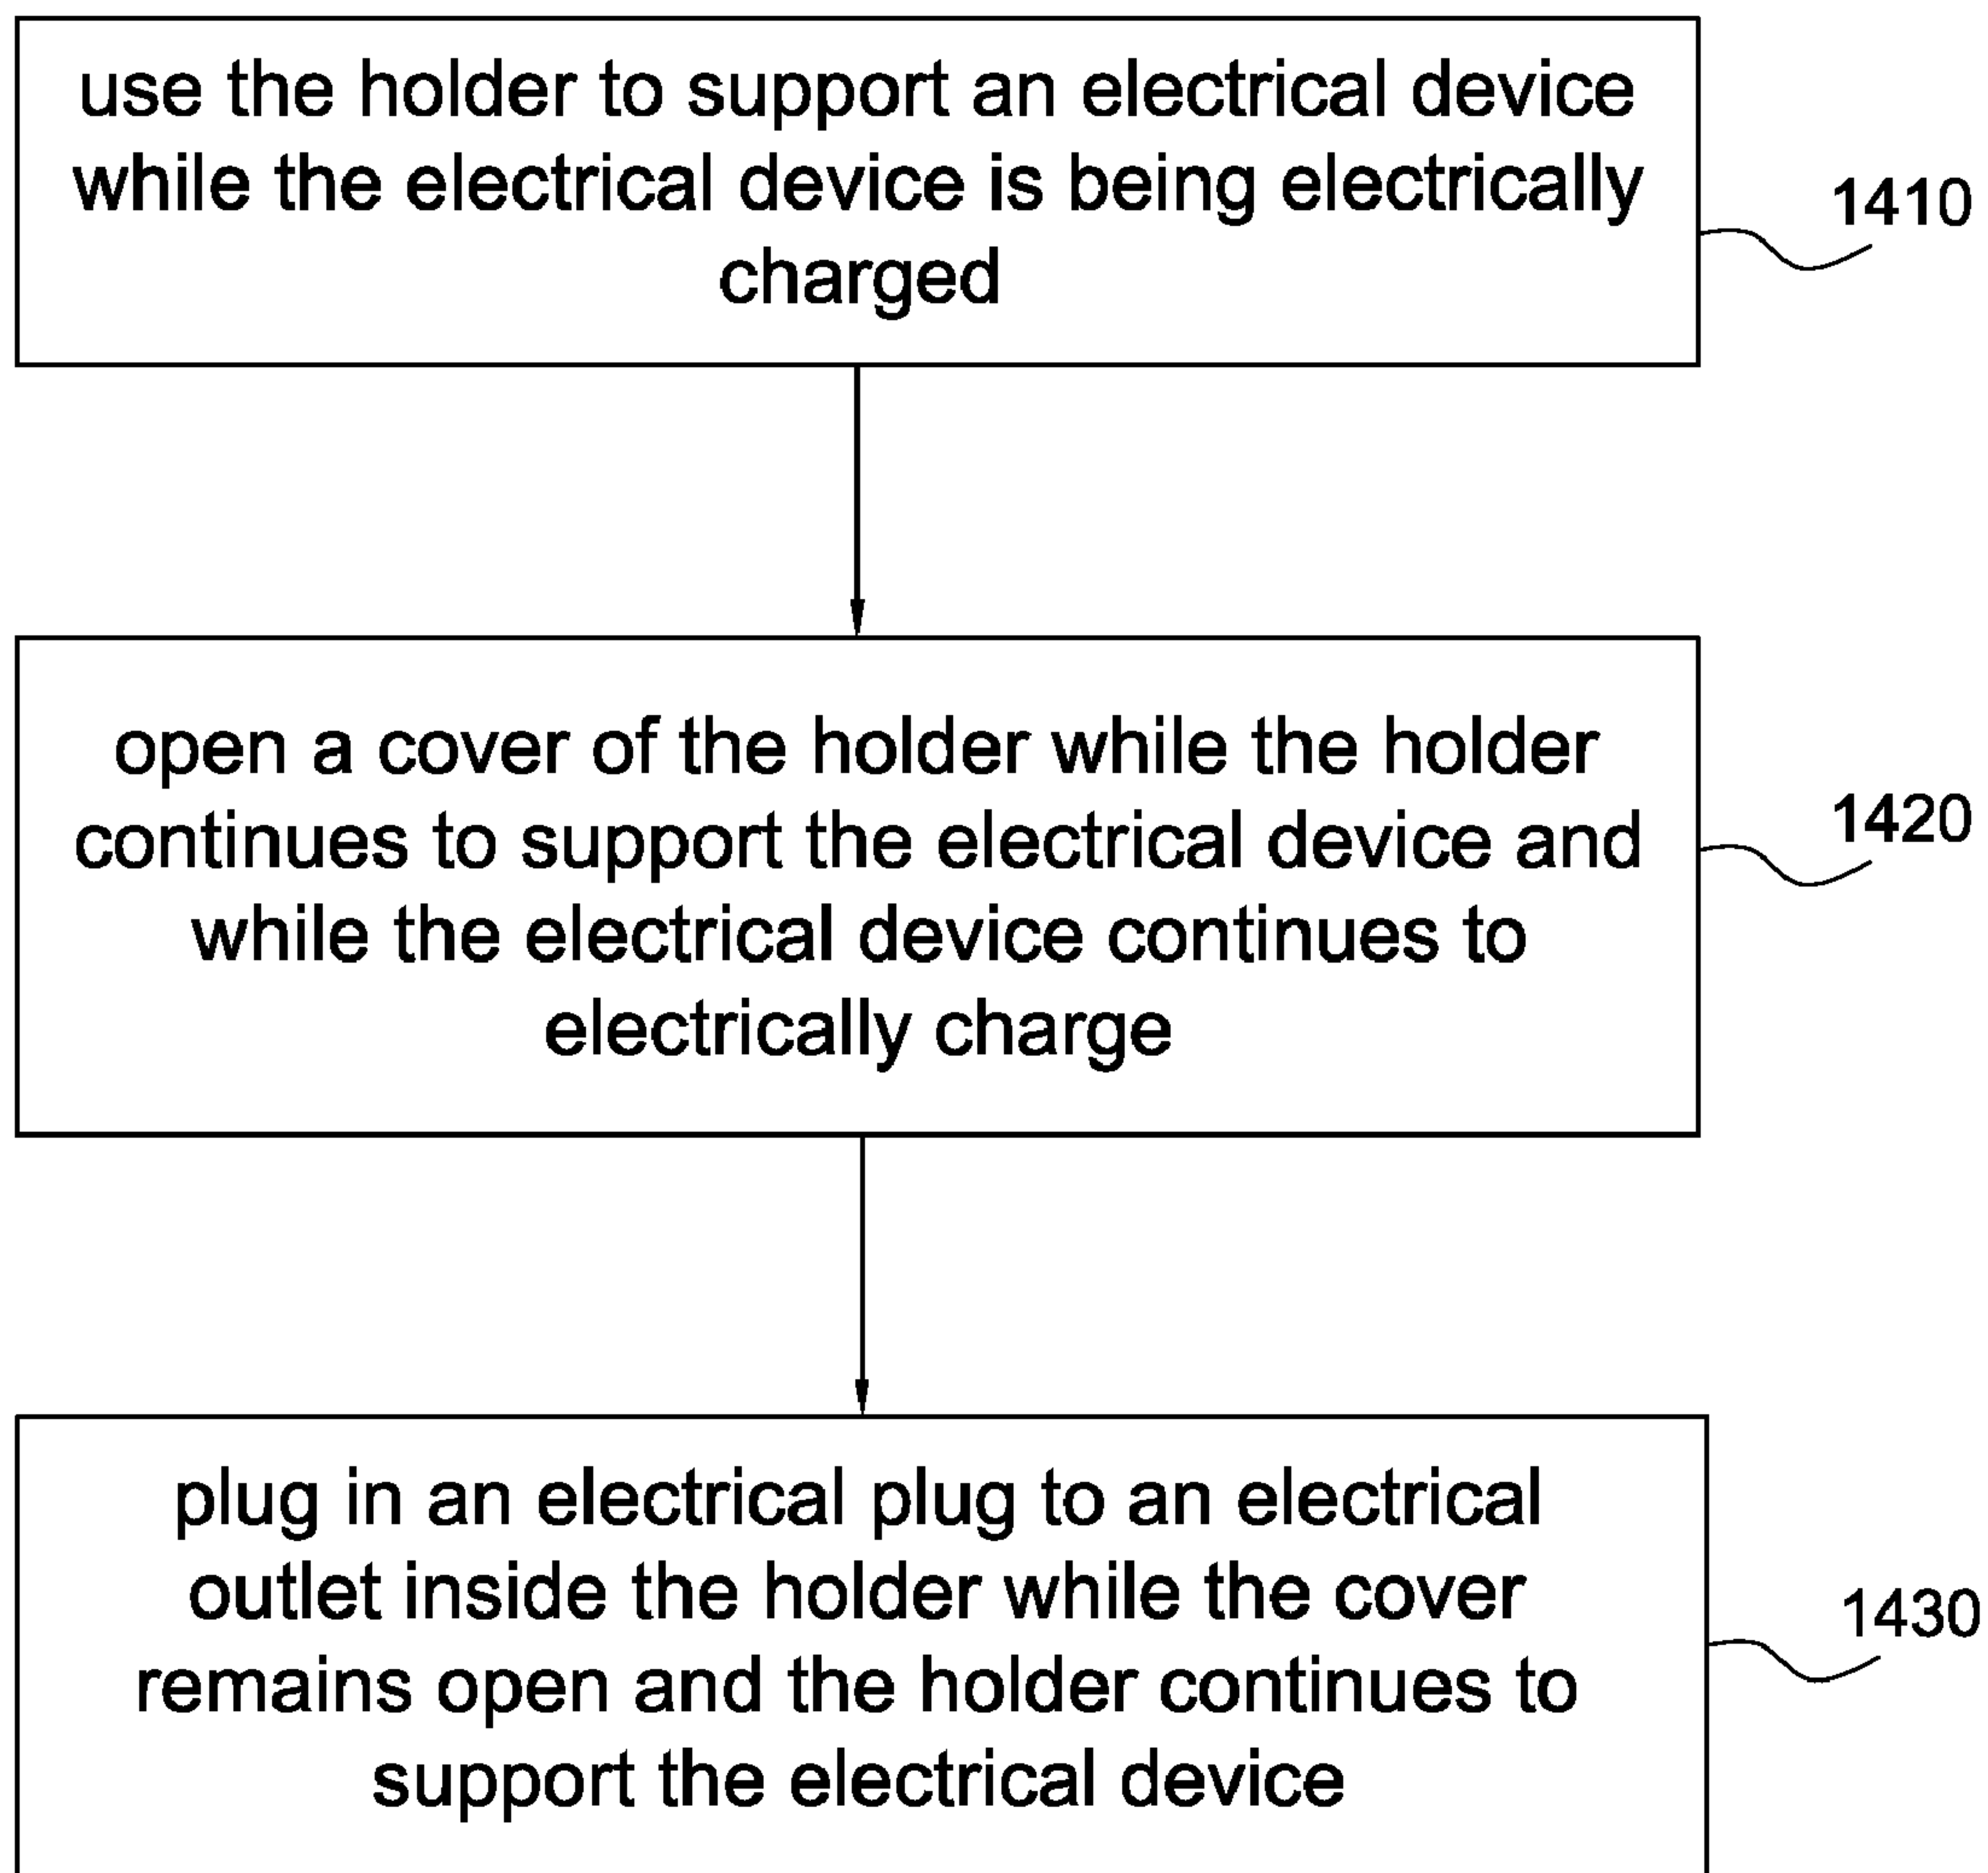 use the holder to support an electrical device
while the electrical device is being electrically
charged
1410
open a cover of the holder while the holder
continues to support the electrical device and
while the electrical device continues to
electrically charge
1420
plug in an electrical plug to an electrical
outlet inside the holder while the cover
remains open and the holder continues to
support the electrical device
1430